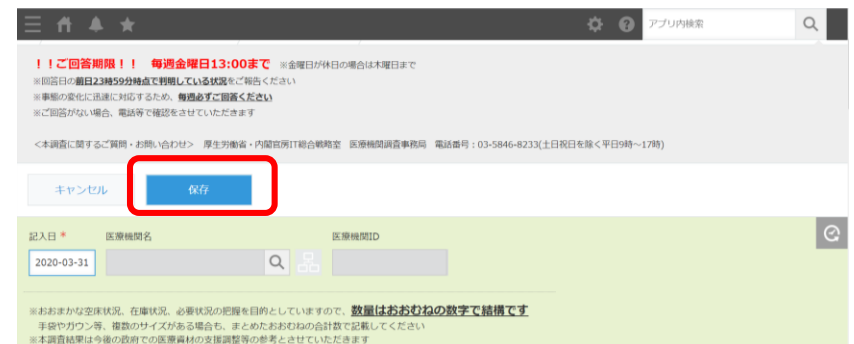 アプリ内検索
！！ご回答期限！！　毎週金曜日13:00まで ※金曜日が休日の場合は木曜日まで
※回答日の前日23時59分時点で判明している状況をご報告ください
※事態の変化に迅速に対応するため、毎週必ずご回答ください
※ご回答がない場合、電話等で確認をさせていただきます
＜本調査に関するご質問・お問い合わせ＞ 厚生労働省・内閣官房IT総合戦略室 医療機関調査事務局 電話番号：03-5846-8233(土日祝日を除く平日9時～17時)
キャンセル 保存
記入日 * 医療機関名 医療機関ID
2020-03-31
※おおまかな空床状況、在庫状況、必要状況の把握を目的としていますので、数量はおおむねの数字で結構です
手袋やガウン等、複数のサイズがある場合も、まとめたおおむねの合計数で記載してください
※本調査結果は今後の政府での医療資材の支援調整等の参考とさせていただきます